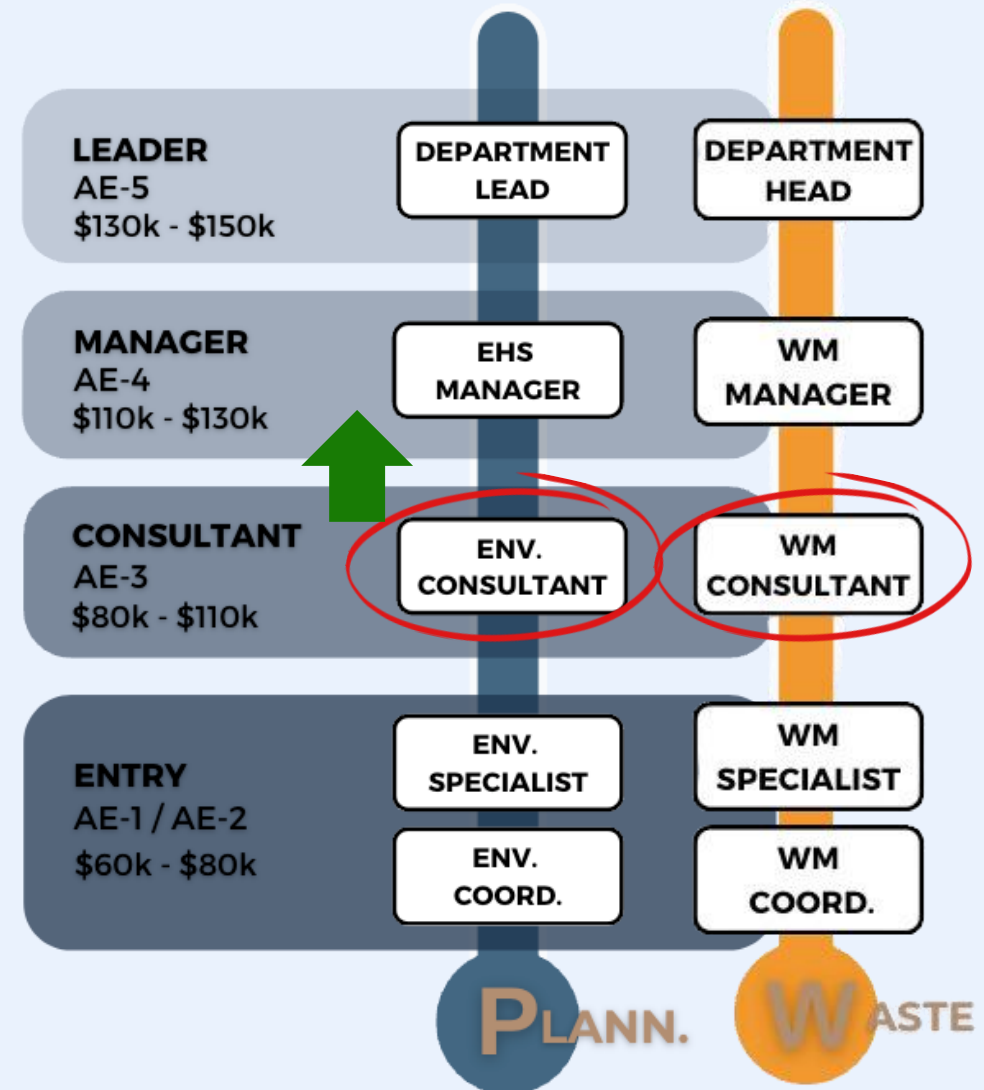 LEADER
AE-5
$130k - $150k
DEPARTMENT
LEAD
DEPARTMENT
HEAD
MANAGER
AE-4
$110k - $130k
EHS
MANAGER
WM
MANAGER
CONSULTANT
AE-3
$80k - $110k
ENV.
CONSULTANT
WM
CONSULTANT
ENTRY
AE-1 / AE-2
$60k - $80k
ENV.
SPECIALIST
WM
SPECIALIST
ENV.
COORD.
WM
COORD.
PLANN.
WASTE